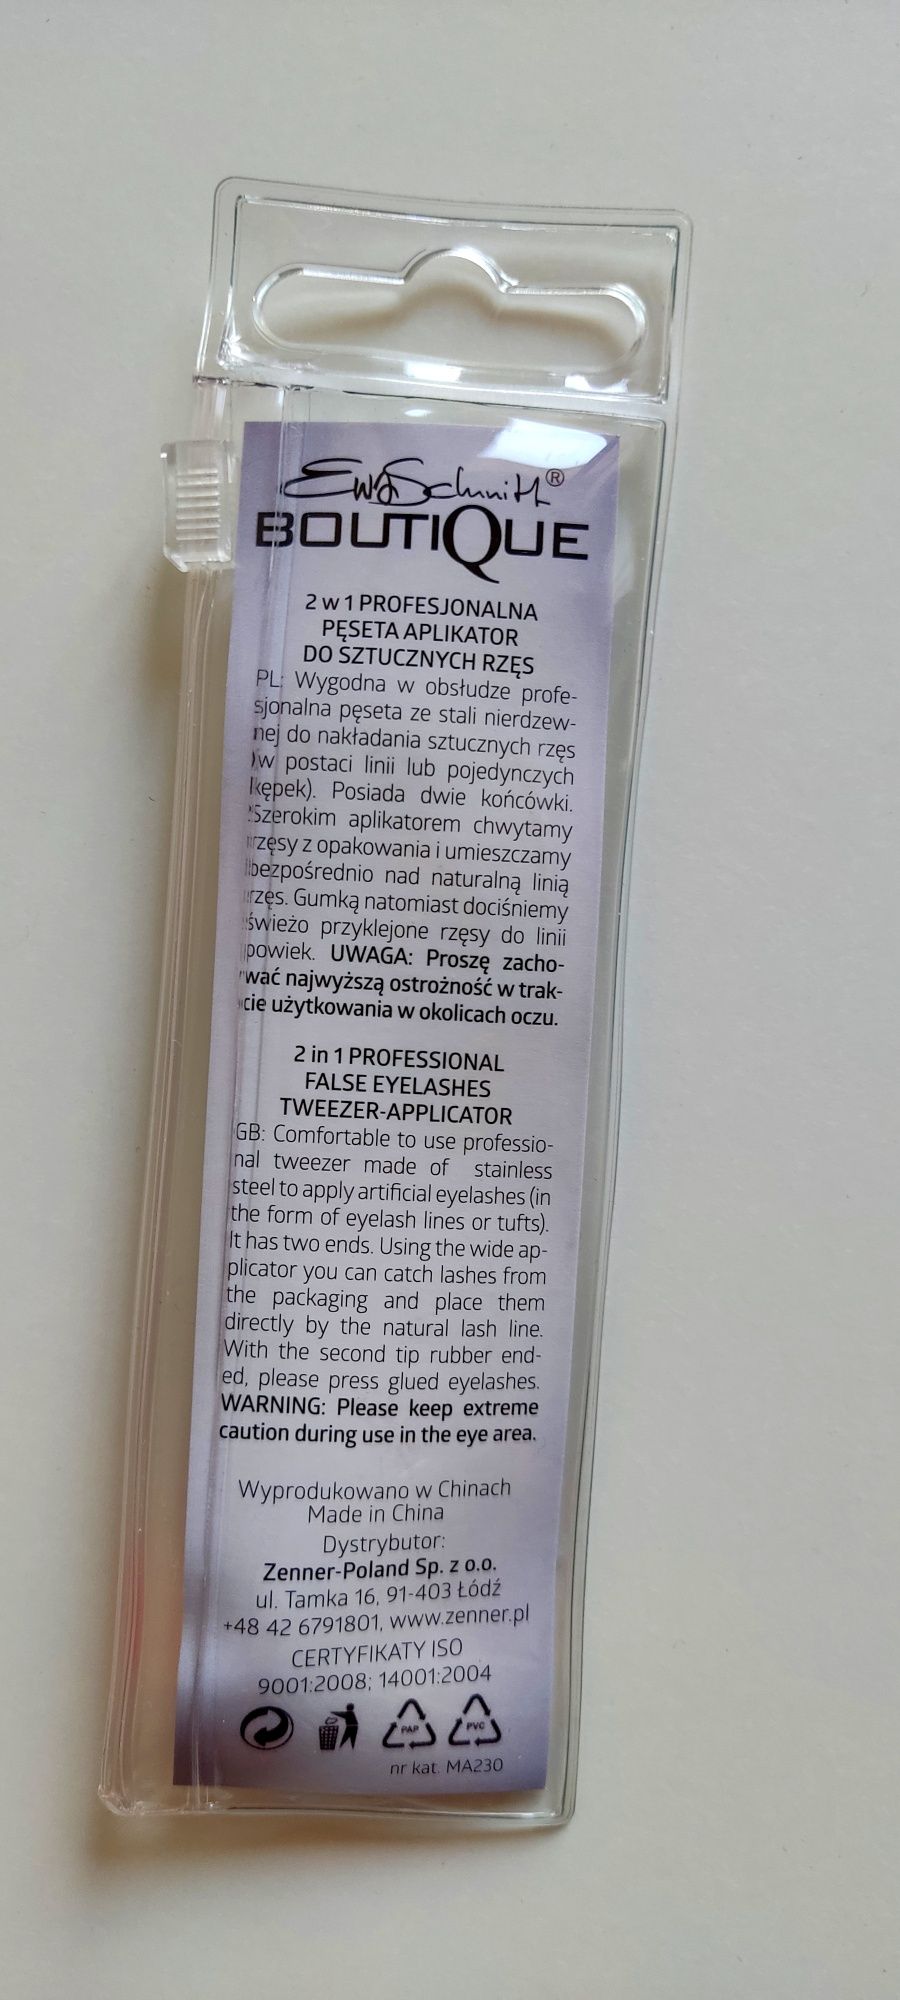 Ewa Schmitt®
BOUTIQUE
2 w 1 PROFESJONALNA
PĘSETA APLIKATOR
DO SZTUCZNYCH RZĘS
PL: Wygodna w obsłudze profe-
sjonalna pęseta ze stali nierdzew-
nej do nakładania sztucznych rzęs
(w postaci linii lub pojedynczych
kępek). Posiada dwie końcówki.
Szerokim aplikatorem chwytamy
rzęsy z opakowania i umieszczamy
bezpośrednio nad naturalną linią
rzęs. Gumką natomiast dociśniemy
świeżo przyklejone rzęsy do linii
powiek. UWAGA: Proszę zacho-
wać najwyższą ostrożność w trak-
cie użytkowania w okolicach oczu.
2 in 1 PROFESSIONAL
FALSE EYELASHES
TWEEZER-APPLICATOR
GB: Comfortable to use professio-
nal tweezer made of stainless
steel to apply artificial eyelashes (in
the form of eyelash lines or tufts).
It has two ends. Using the wide ap-
plicator you can catch lashes from
the packaging and place them
directly by the natural lash line.
With the second tip rubber end-
ed, please press glued eyelashes.
WARNING: Please keep extreme
caution during use in the eye area.
Wyprodukowano w Chinach
Made in China
Dystrybutor:
Zenner-Poland Sp. z o.o.
ul. Tamka 16, 91-403 Łódź
+48 42 6791801, www.zenner.pl
CERTYFIKATY ISO
9001:2008; 14001:2004
PAP PVC
nr kat. MA230